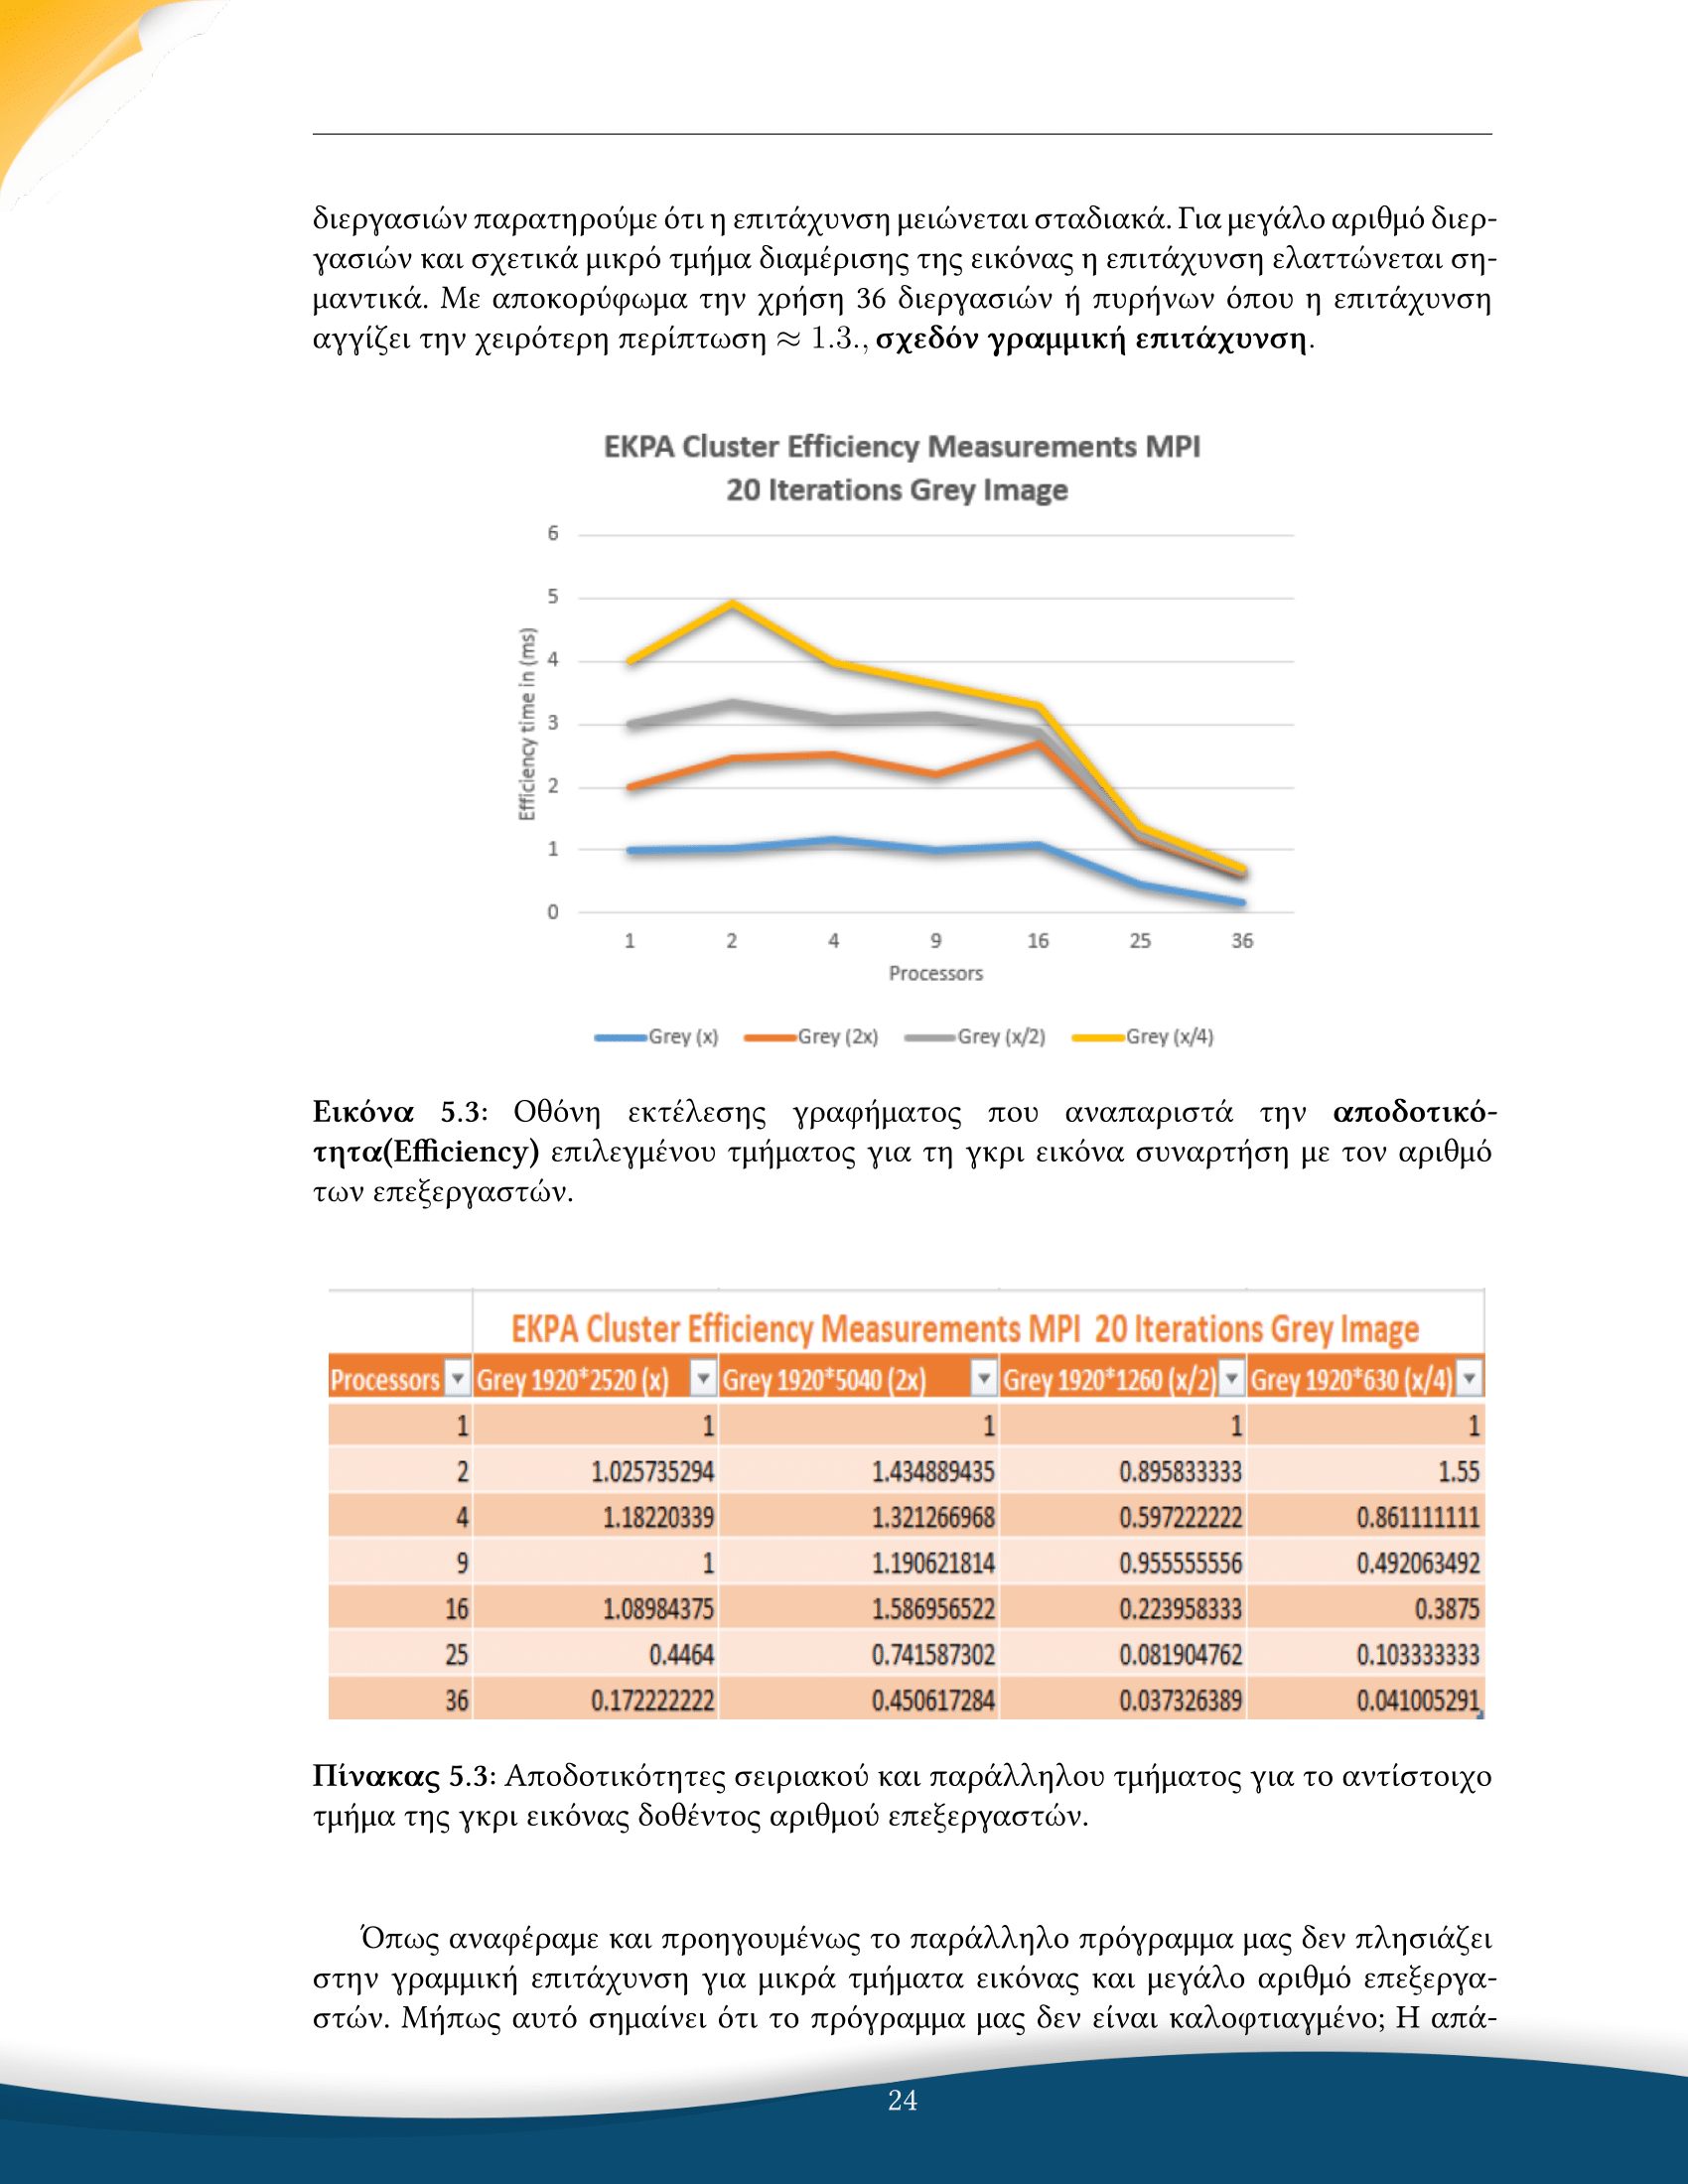 διεργασιών παρατηρούμε ότι η επιτάχυνση μειώνεται σταδιακά. Για μεγάλο αριθμό διερ-
γασιών και σχετικά μικρό τμήμα διαμέρισης της εικόνας η επιτάχυνση ελαττώνεται ση-
μαντικά. Με αποκορύφωμα την χρήση 36 διεργασιών ή πυρήνων όπου η επιτάχυνση
αγγίζει την χειρότερη περίπτωση ≈ 1.3., σχεδόν γραμμική επιτάχυνση.
EKPA Cluster Efficiency Measurements MPI
20 Iterations Grey Image
Efficiency time in (ms)
6
5
4
3
2
1
0
1 2 4 9 16 25 36
Processors
Grey (x) Grey (2x) Grey (x/2) Grey (x/4)
Εικόνα 5.3: Οθόνη εκτέλεσης γραφήματος που αναπαριστά την αποδοτικό-
τητα(Efficiency) επιλεγμένου τμήματος για τη γκρι εικόνα συναρτήση με τον αριθμό
των επεξεργαστών.
EKPA Cluster Efficiency Measurements MPI 20 Iterations Grey Image
Processors Grey 1920*2520 (x) Grey 1920*5040 (2x) Grey 1920*1260 (x/2) Grey 1920*630 (x/4)
1 1 1 1 1
2 1.025735294 1.434889435 0.895833333 1.55
4 1.18220339 1.321266968 0.597222222 0.861111111
9 1 1.190621814 0.955555556 0.492063492
16 1.08984375 1.586956522 0.223958333 0.3875
25 0.4464 0.741587302 0.081904762 0.103333333
36 0.172222222 0.450617284 0.037326389 0.041005291
Πίνακας 5.3: Αποδοτικότητες σειριακού και παράλληλου τμήματος για το αντίστοιχο
τμήμα της γκρι εικόνας δοθέντος αριθμού επεξεργαστών.
Όπως αναφέραμε και προηγουμένως το παράλληλο πρόγραμμα μας δεν πλησιάζει
στην γραμμική επιτάχυνση για μικρά τμήματα εικόνας και μεγάλο αριθμό επεξεργα-
στών. Μήπως αυτό σημαίνει ότι το πρόγραμμα μας δεν είναι καλοφτιαγμένο; Η απά-
24